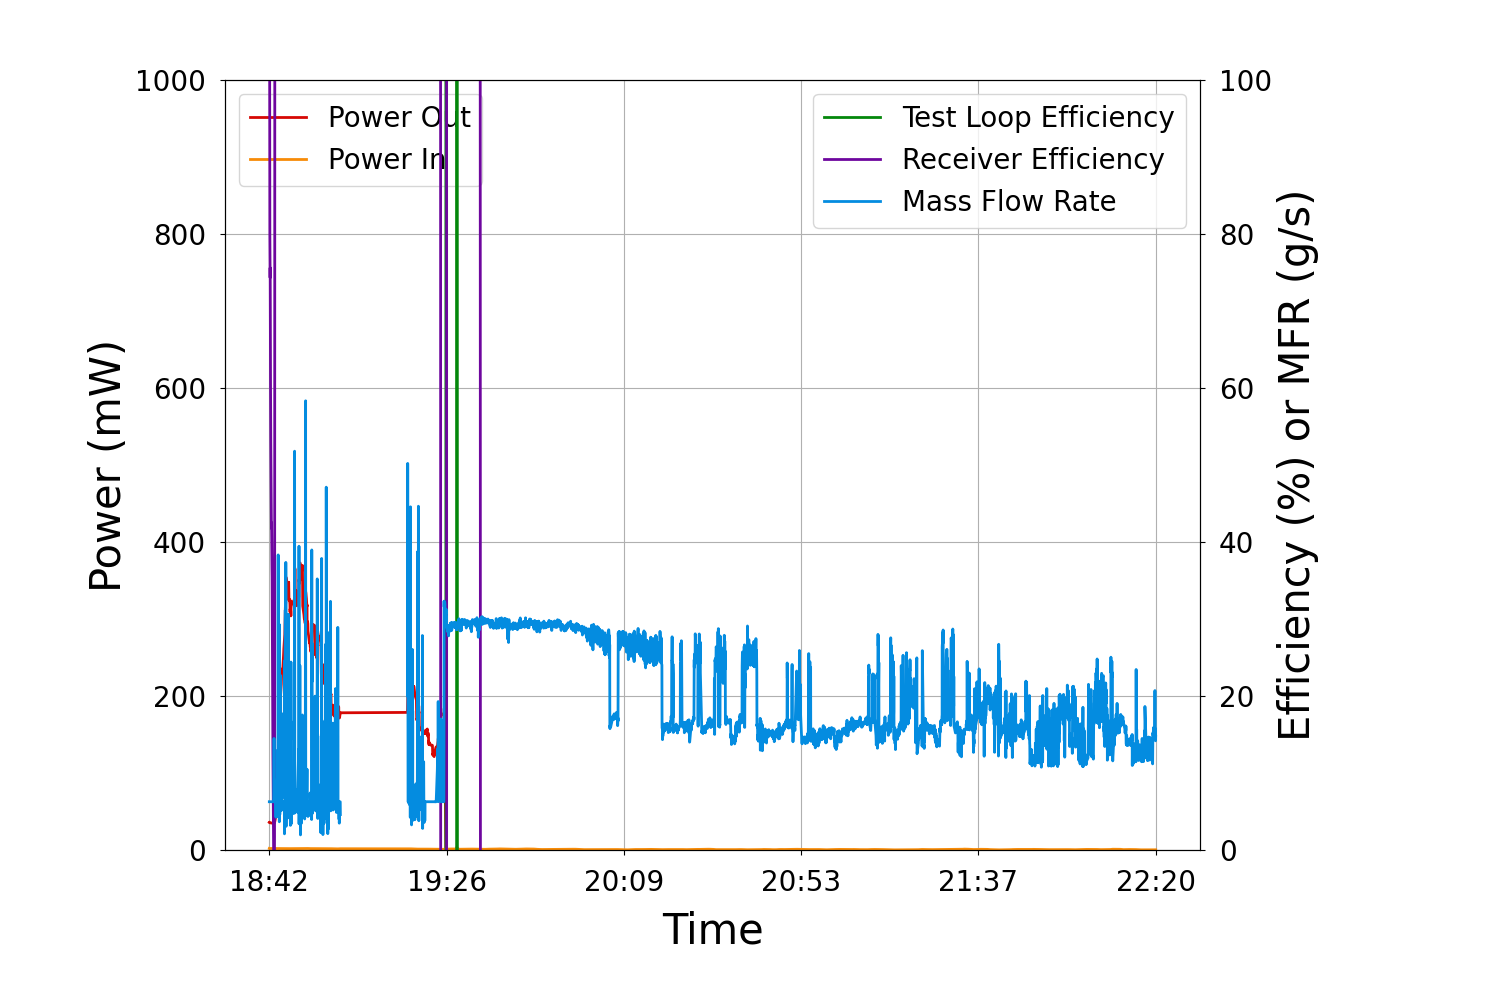 1000
800
600
400
200
0
Power (mW)
Power Out
Power In
Test Loop Efficiency
Receiver Efficiency
Mass Flow Rate
100
80
60
40
20
0
Efficiency (%) or MFR (g/s)
18:42 19:26 20:09 20:53 21:37 22:20
Time